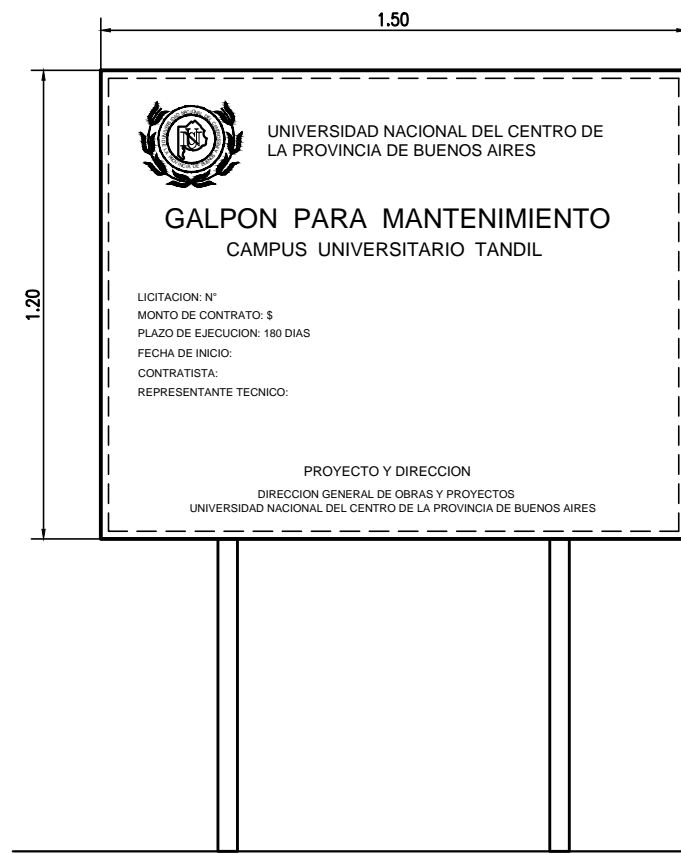 1.50
1.20
UNIVERSIDAD NACIONAL DEL CENTRO DE
LA PROVINCIA DE BUENOS AIRES
GALPON PARA MANTENIMIENTO
CAMPUS UNIVERSITARIO TANDIL
LICITACION: N°
MONTO DE CONTRATO: $
PLAZO DE EJECUCION: 180 DIAS
FECHA DE INICIO:
CONTRATISTA:
REPRESENTANTE TECNICO:
PROYECTO Y DIRECCION
DIRECCION GENERAL DE OBRAS Y PROYECTOS
UNIVERSIDAD NACIONAL DEL CENTRO DE LA PROVINCIA DE BUENOS AIRES